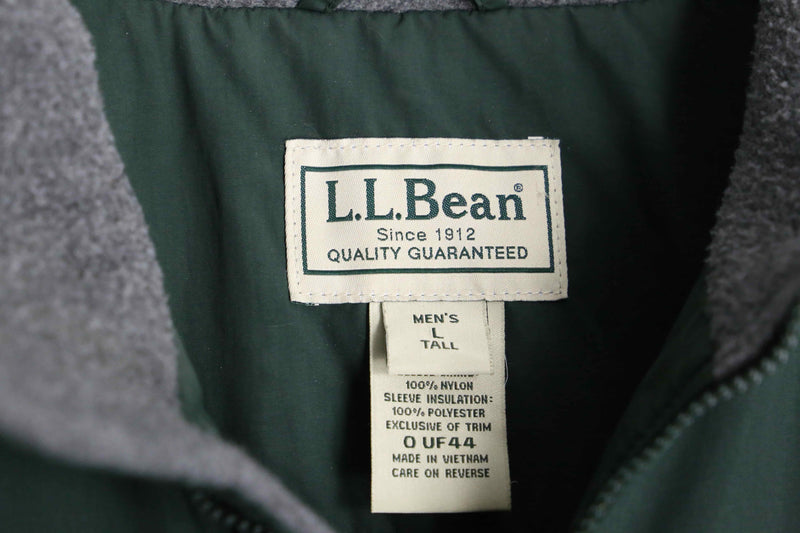 L.L.Bean®
Since 1912
QUALITY GUARANTEED
MEN'S
L
TALL
100% NYLON
SLEEVE INSULATION:
100% POLYESTER
EXCLUSIVE OF TRIM
0 UF44
MADE IN VIETNAM
CARE ON REVERSE